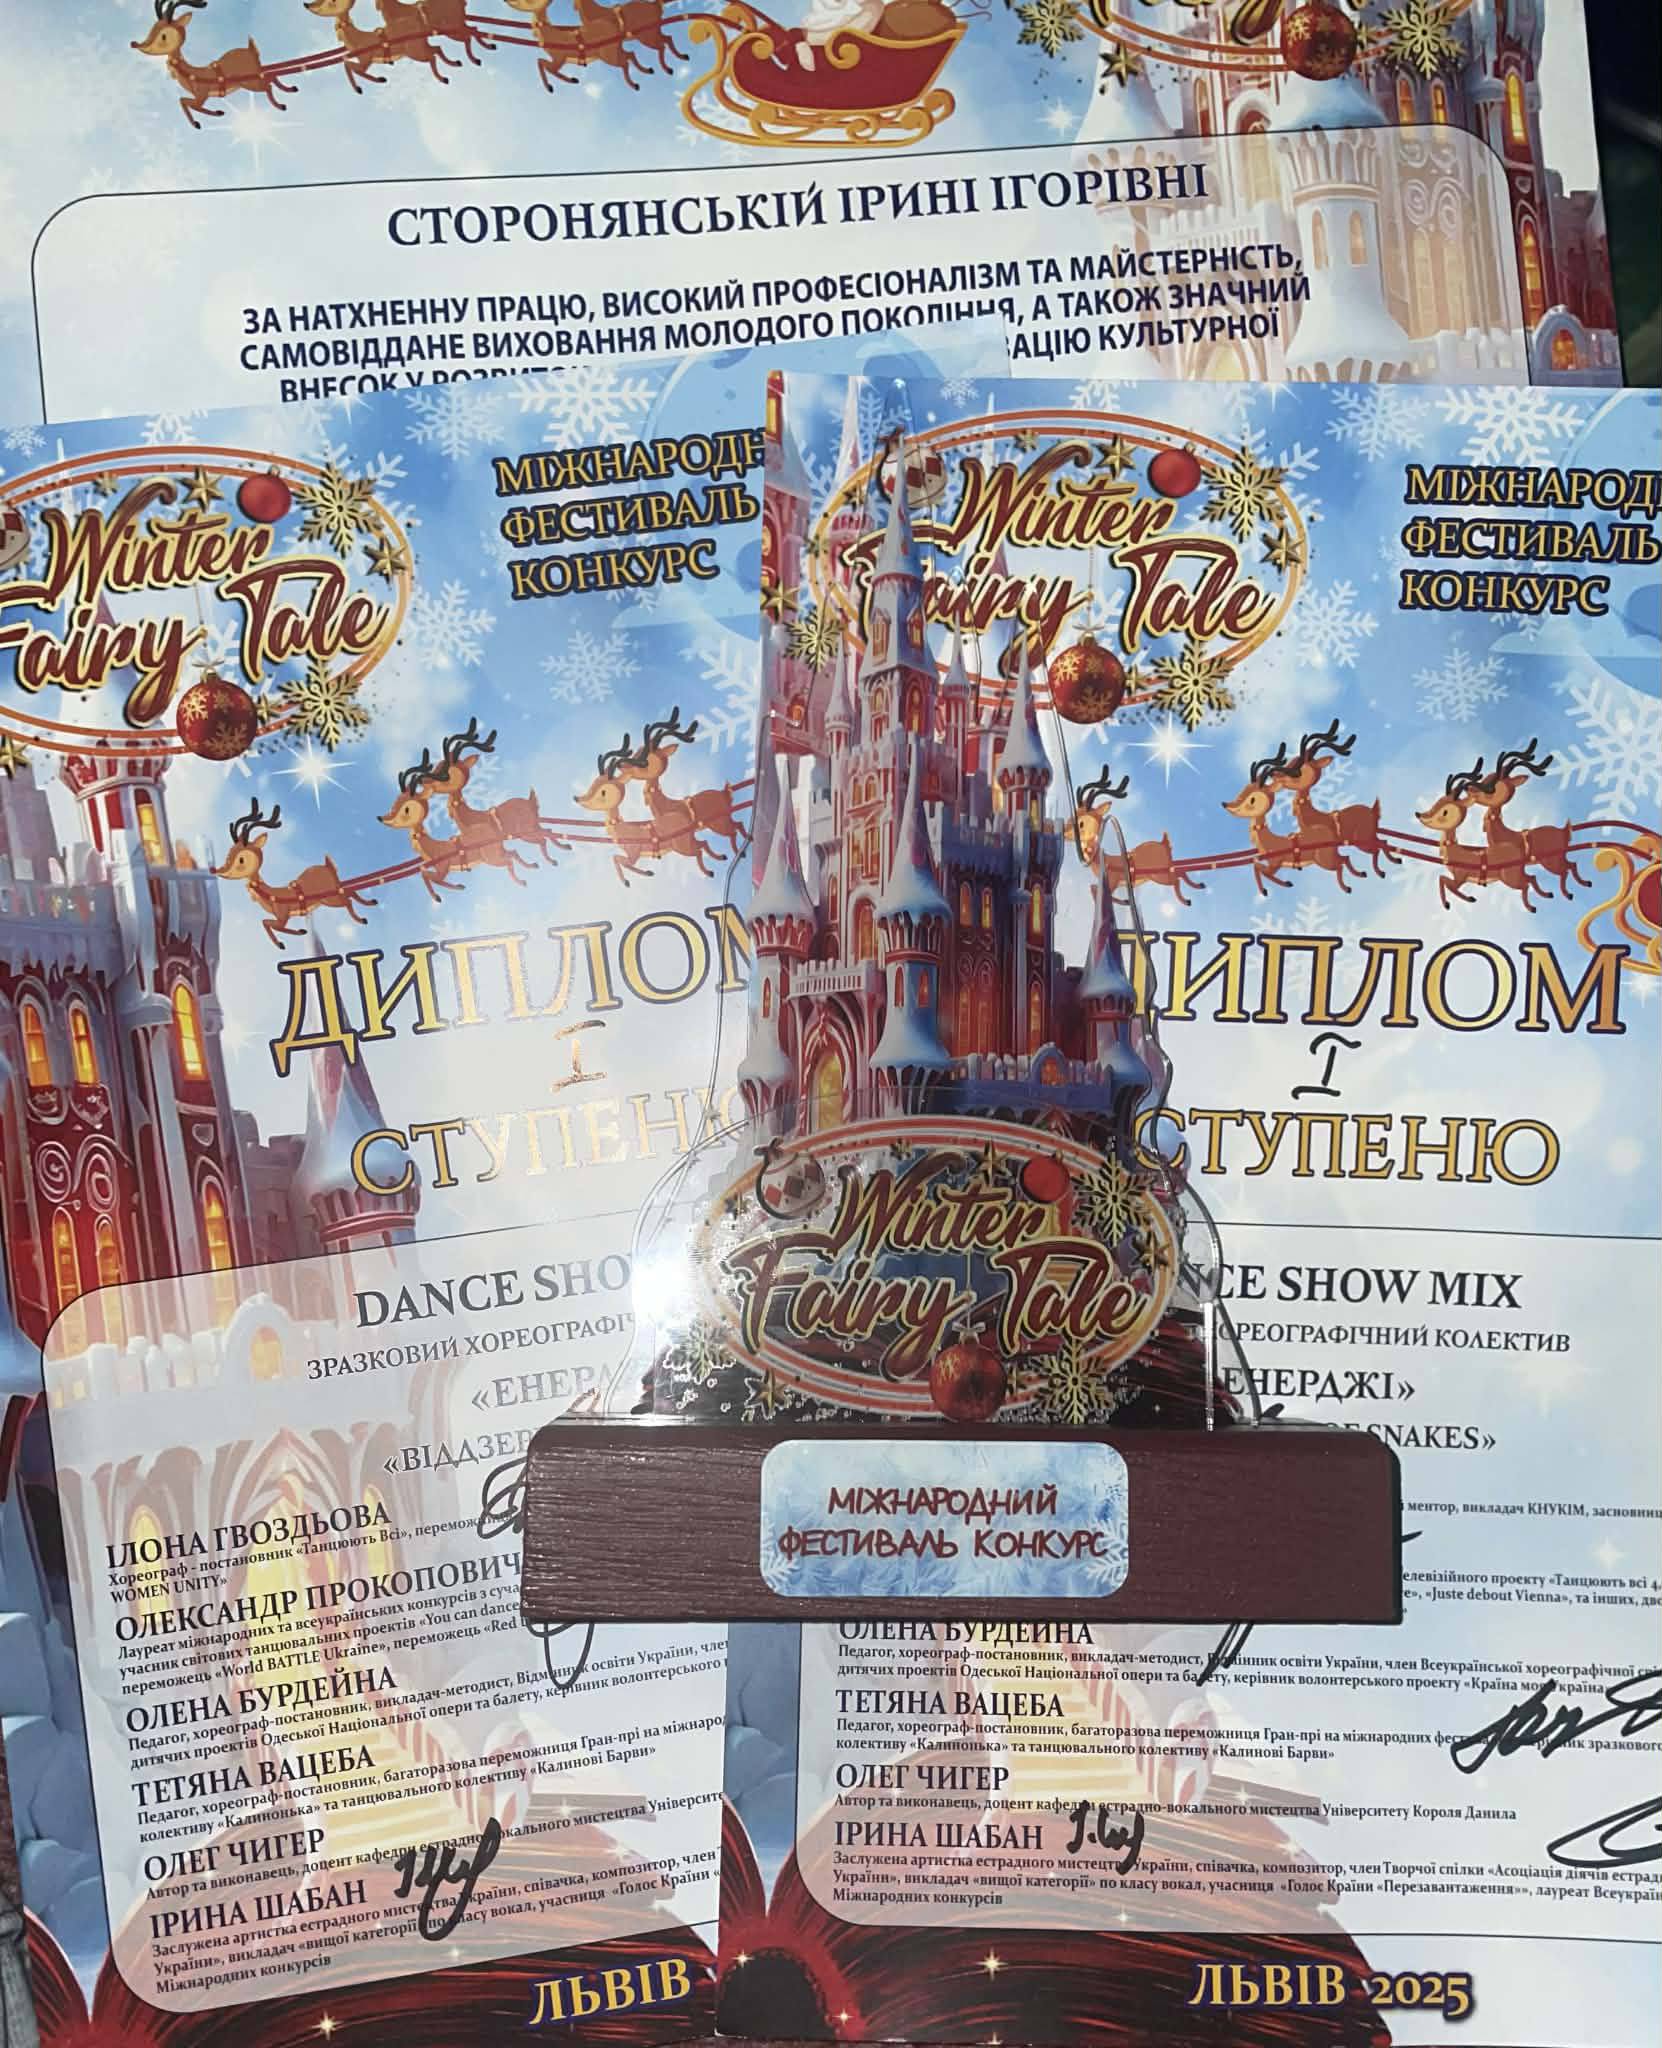 СТОРОНЯНСЬКІЙ ІРИНІ ІГОРІВНІ
ЗА НАТХНЕННУ ПРАЦЮ, ВИСОКИЙ ПРОФЕСІОНАЛІЗМ ТА МАЙСТЕРНІСТЬ,
САМОВІДДАНЕ ВИХОВАННЯ МОЛОДОГО ПОКОЛІННЯ, А ТАКОЖ ЗНАЧНИЙ
ВНЕСОК У
КУЛЬТУРНОЇ
Winter
Fairy Tale
ФЕСТИВАЛЬ
КОНКУРС
ДИПЛОМ
I
СТУПЕНЮ
DANCE
ЗРАЗКОВИЙ
ІЛОНА ГВОЗДЬОВА
Хореограф - постановник «Танцюють Всі»,
WOMEN UNITY»
ОЛЕКСАНДР ПРОКОПОВИЧ
Лауреат міжнародних та всеукраїнських конкурсів з
учасник світових танцювальних проектів «You can dance
переможець «World BATTLE Ukraine», переможець «Red
ОЛЕНА БУРДЕЙНА
Педагог, хореограф-постановник, викладач-методист, Відмінник освіти України,
дитячих проектів Одеської Національної опери та балету, керівник волонтерського
ТЕТЯНА ВАЦЕБА
Педагог, хореограф-постановник, багаторазова переможниця Гран-прі на
колективу «Калинонька» та танцювального колективу «Калинові Барви»
ОЛЕГ ЧИГЕР
Автор та виконавець, доцент кафедри естрадно-вокального мистецтва
ІРИНА ШАБАН
Заслужена артистка естрадного мистецтва України, співачка, композитор, член
України», викладач «вищої категорії» по класу вокал, учасниця «Голос Країни
Міжнародних конкурсів
ЛЬВІВ
Winter
Fairy Tale
ФЕСТИВАЛЬ
КОНКУРС
ДИПЛОМ
I
СТУПЕНЮ
SHOW MIX
ХОРЕОГРАФІЧНИЙ КОЛЕКТИВ
ЕНЕРДЖІ»
SNAKES»
ментор, викладач КНУКІМ,
телевізійного проекту «Танцюють всі 4,
«Juste debout Vienna», та інших,
ОЛЕНА БУРДЕЙНА
Педагог, хореограф-постановник, викладач-методист, Відмінник освіти України, член Всеукраїнської хореографічної
дитячих проектів Одеської Національної опери та балету, керівник волонтерського проекту «Країна моя Україна
ТЕТЯНА ВАЦЕБА
Педагог, хореограф-постановник, багаторазова переможниця Гран-прі на міжнародних зразкового
колективу «Калинонька» та танцювального колективу «Калинові Барви»
ОЛЕГ ЧИГЕР
Автор та виконавець, доцент кафедри естрадно-вокального мистецтва Університету Короля Данила
ІРИНА ШАБАН
Заслужена артистка естрадного мистецтва України, співачка, композитор, член Творчої спілки «Асоціація діячів
України», викладач «вищої категорії» по класу вокал, учасниця «Голос Країни «Перезавантаження»», лауреат
Міжнародних конкурсів
ЛЬВІВ 2025
Winter
Fairy Tale
МІЖНАРОДНИЙ
ФЕСТИВАЛЬ КОНКУРС